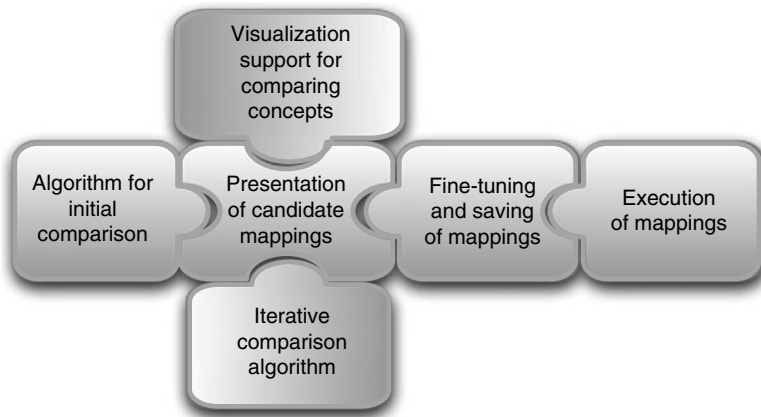 Visualization
support for
comparing
concepts
Algorithm for
initial
comparison
Presentation
of candidate
mappings
Fine-tuning
and saving
of mappings
Execution
of mappings
Iterative
comparison
algorithm